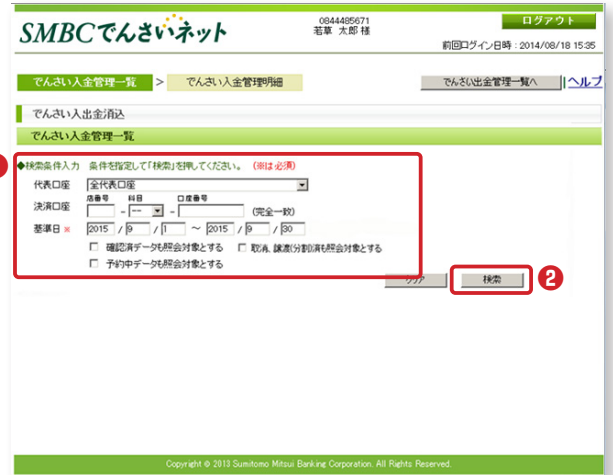 SMBCでんさいネット
0844485671
若草 太郎 様
ログアウト
前回ログイン日時：2014/08/18 15:35
でんさい入金管理一覧 > でんさい入金管理明細
でんさい出金管理一覧へ | ヘルプ
でんさい入出金消込
でんさい入金管理一覧
◆検索条件入力 条件を指定して「検索」を押してください。 (※は必須)
代表口座 全代表口座
店番号 科目 口座番号
決済口座 - -- - (完全一致)
基準日 ※ 2015 / 9 / 1 ～ 2015 / 9 / 30
□ 確認済データも照会対象とする □ 取消、譲渡(分割)済も照会対象とする
□ 予約中データも照会対象とする
クリア 検索 2
Copyright © 2013 Sumitomo Mitsui Banking Corporation. All Rights Reserved.